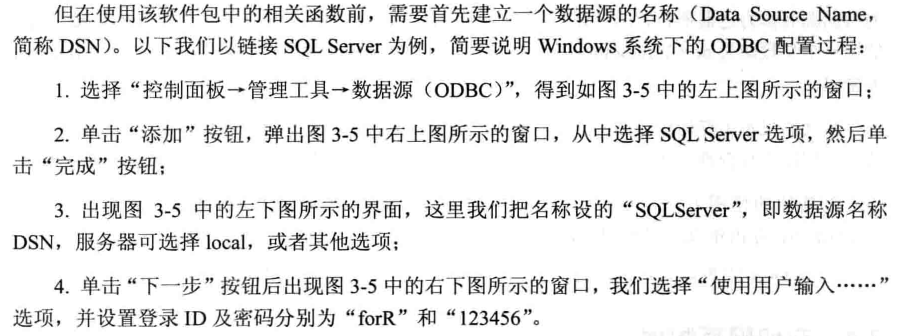 但在使用该软件包中的相关函数前，需要首先建立一个数据源的名称（Data Source Name，
简称 DSN）。以下我们以链接 SQL Server 为例，简要说明 Windows 系统下的 ODBC 配置过程：
1. 选择“控制面板→管理工具→数据源（ODBC）”，得到如图 3-5 中的左上图所示的窗口；
2. 单击“添加”按钮，弹出图 3-5 中右上图所示的窗口，从中选择 SQL Server 选项，然后单
击“完成”按钮；
3. 出现图 3-5 中的左下图所示的界面，这里我们把名称设的“SQLServer”，即数据源名称
DSN，服务器可选择 local，或者其他选项；
4. 单击“下一步”按钮后出现图 3-5 中的右下图所示的窗口，我们选择“使用用户输入……”
选项，并设置登录 ID 及密码分别为“forR”和“123456”。